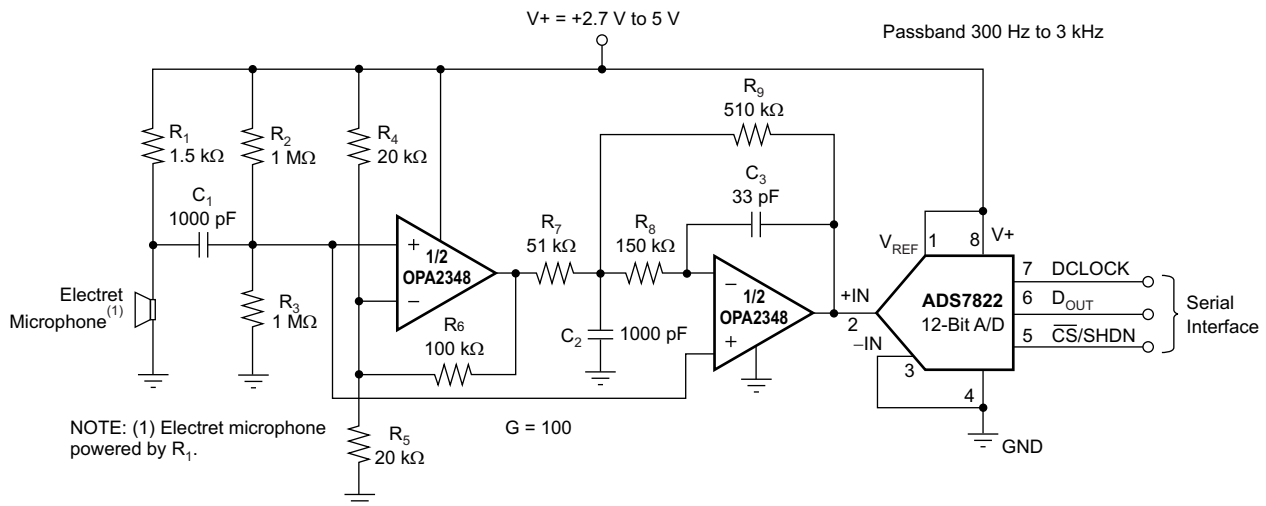 V+ = +2.7 V to 5 V
Passband 300 Hz to 3 kHz
R1
1.5 kΩ
R2
1 MΩ
R4
20 kΩ
R9
510 kΩ
C3
33 pF
C1
1000 pF
R7
51 kΩ
R8
150 kΩ
VREF
1
8
V+
+
1/2
OPA2348
−
−
1/2
OPA2348
+
Electret
Microphone(1)
R3
1 MΩ
R6
100 kΩ
C2
1000 pF
+IN
2
−IN
3
ADS7822
12-Bit A/D
7
DCLOCK
6
DOUT
5
CS/SHDN
Serial
Interface
4
GND
NOTE: (1) Electret microphone
powered by R1.
R5
20 kΩ
G = 100